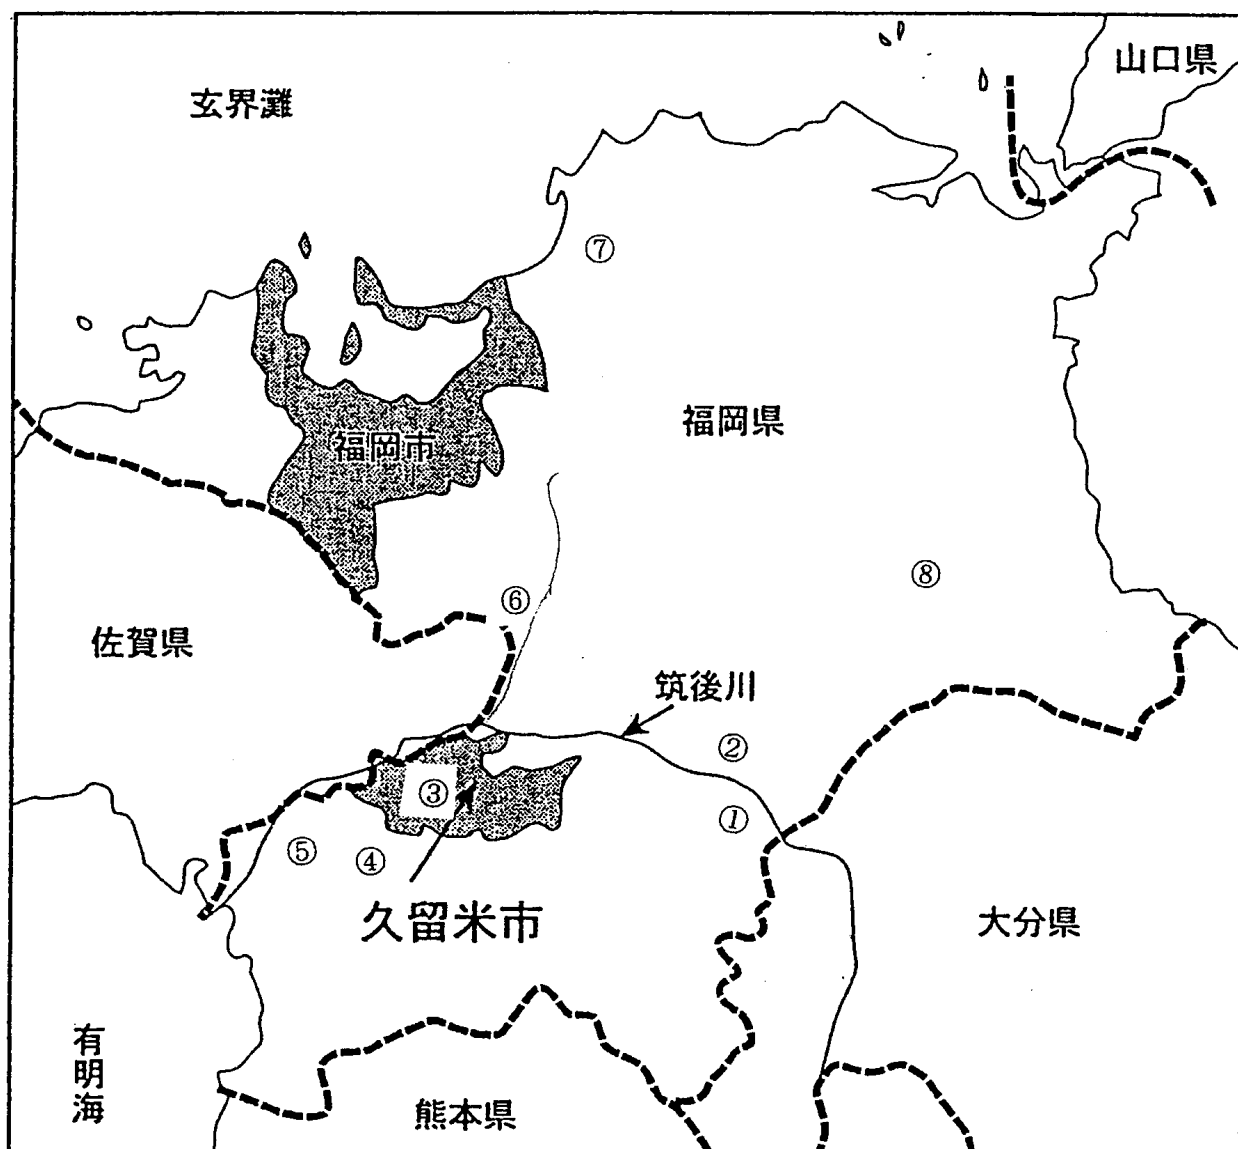 山口県
玄界灘
⑦
福岡県
福岡市
⑧
⑥
佐賀県
筑後川
②
③
①
⑤
④
久留米市
大分県
有明海
熊本県